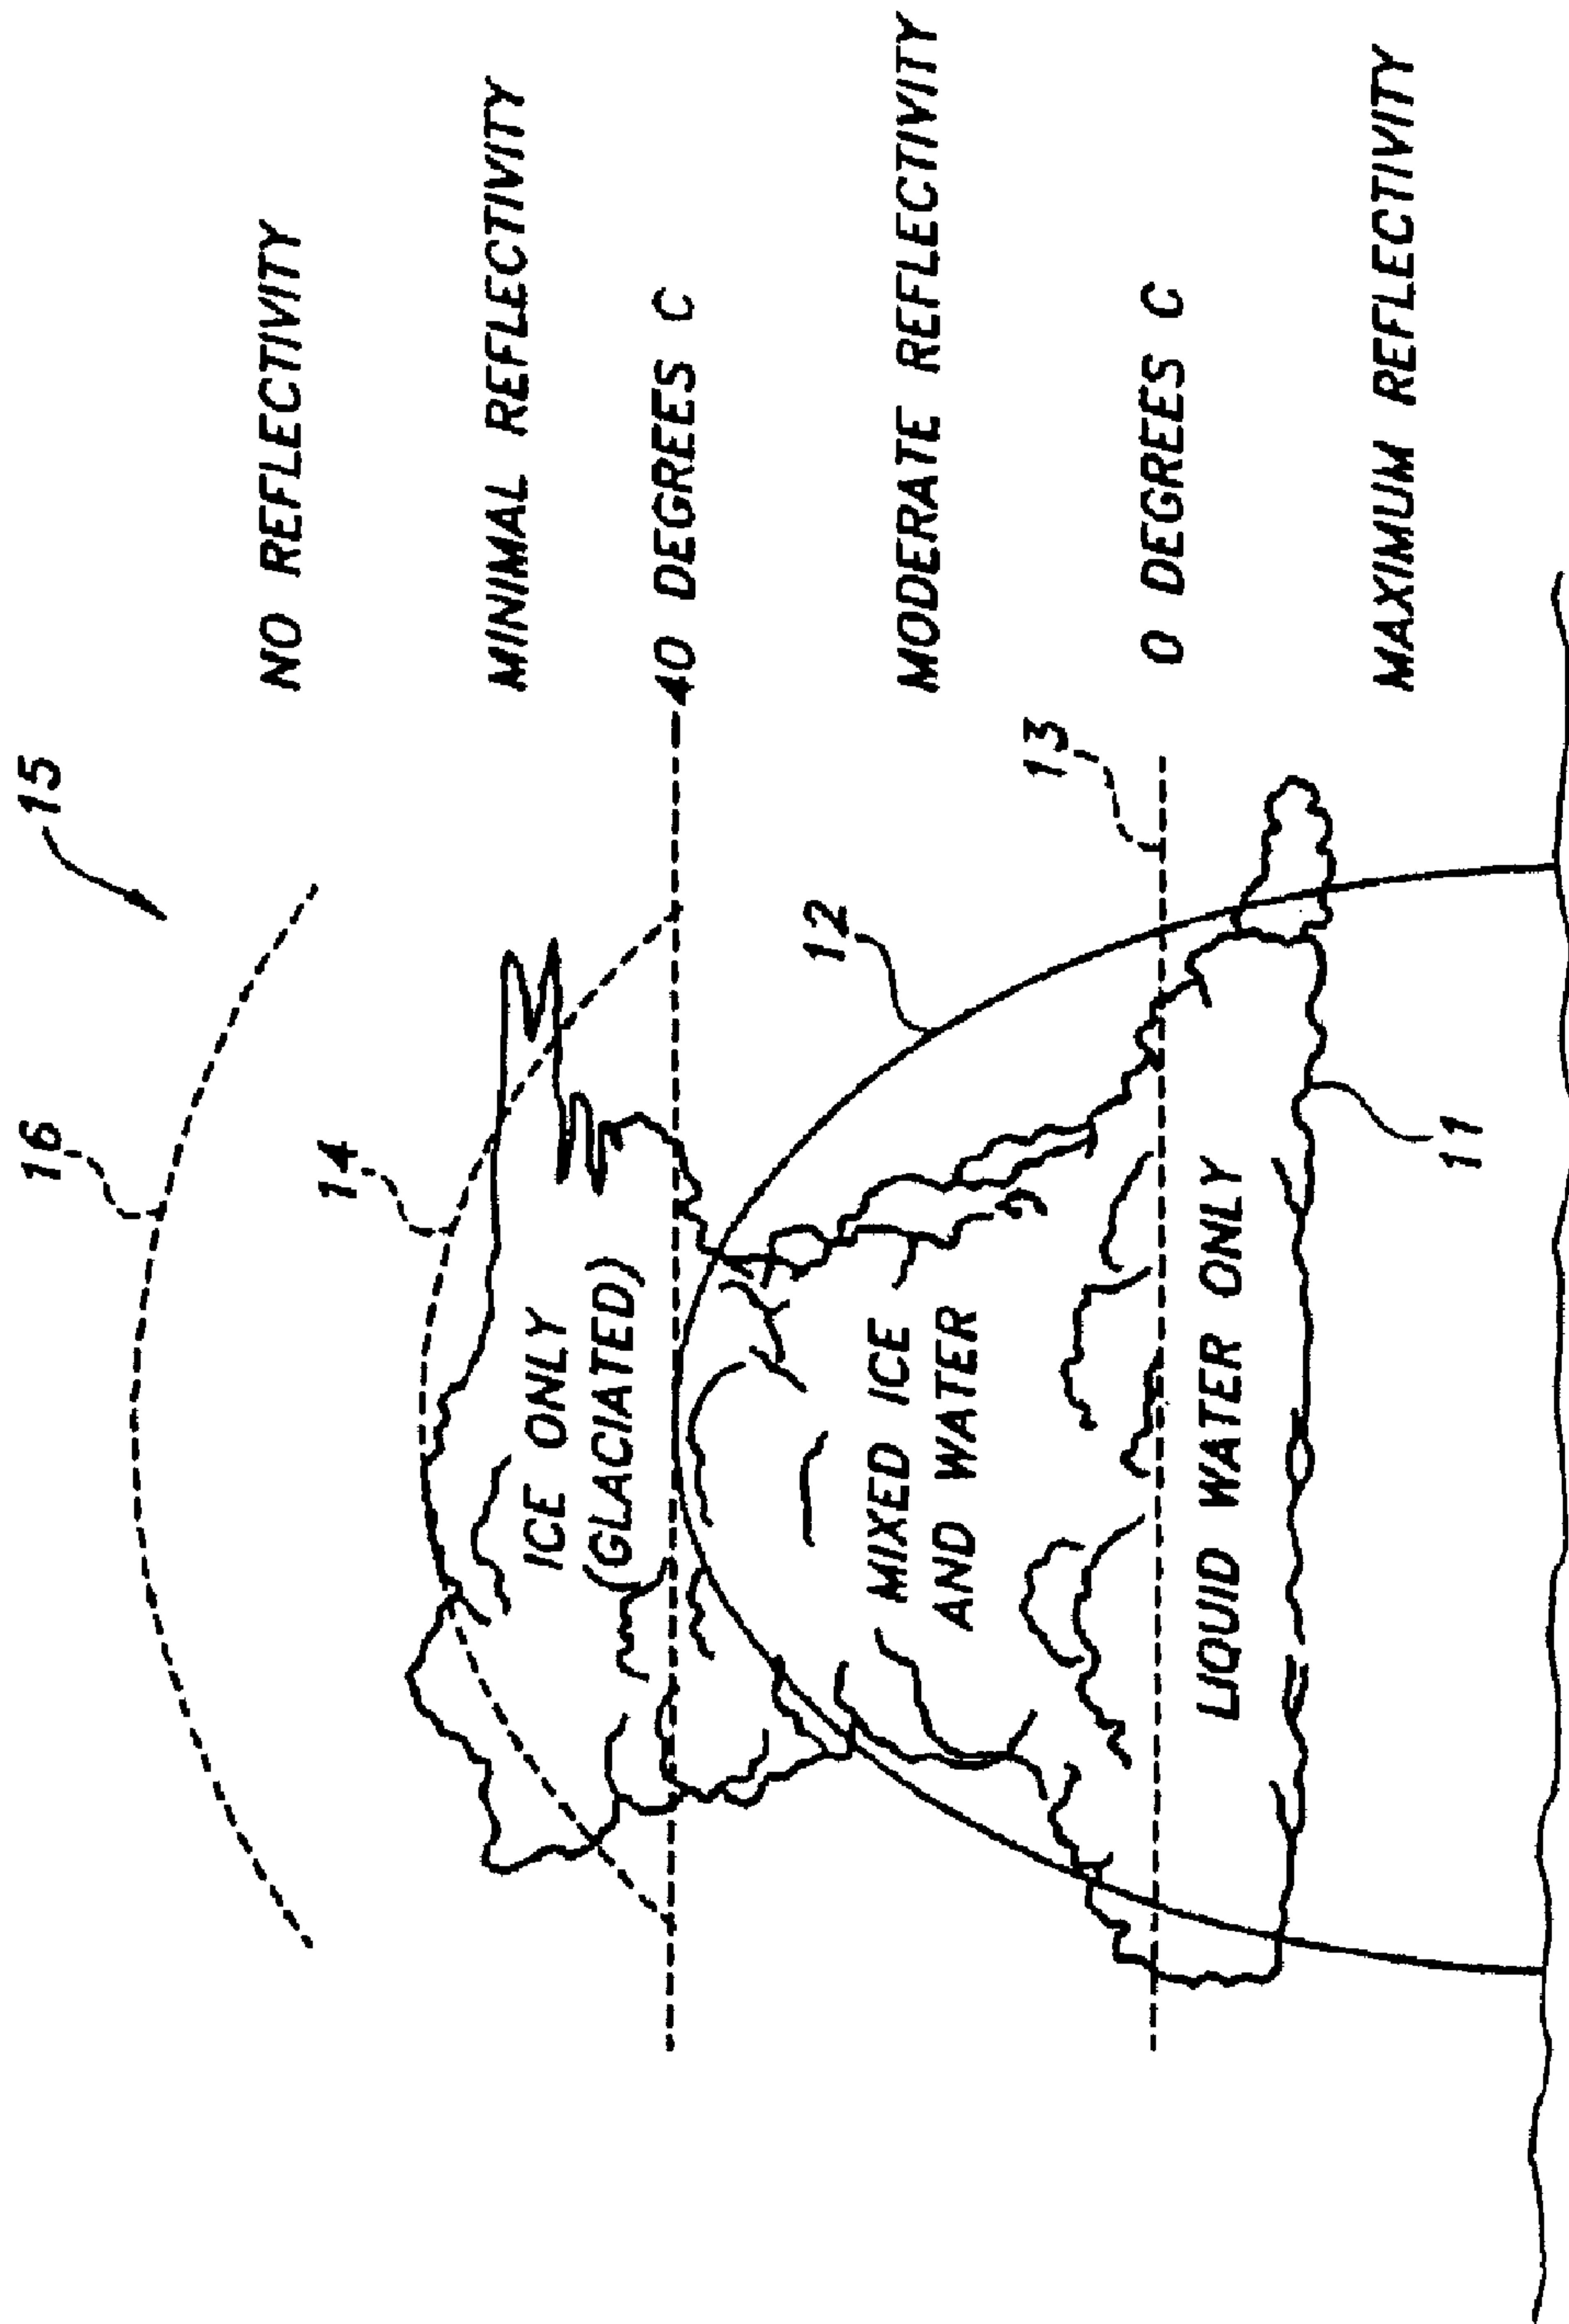 16
15
NO REFLECTIVITY
14
MINIMAL REFLECTIVITY
ICE ONLY
(GLACIATED)
-40 DEGREES C
12
MIXED ICE
AND WATER
MODERATE REFLECTIVITY
13
0 DEGREES C
LIQUID WATER ONLY
MAXIMUM REFLECTIVITY
11